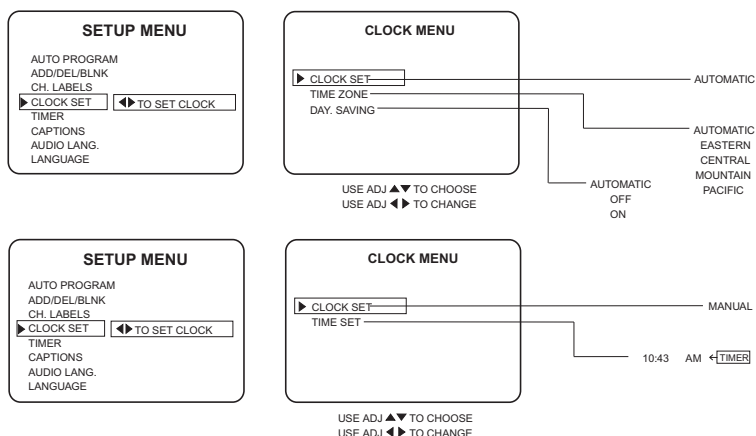 SETUP MENU
AUTO PROGRAM
ADD/DEL/BLNK
CH. LABELS
CLOCK SET ◀▶ TO SET CLOCK
TIMER
CAPTIONS
AUDIO LANG.
LANGUAGE
CLOCK MENU
▶ CLOCK SET
TIME ZONE
DAY. SAVING
USE ADJ ▲▼ TO CHOOSE
USE ADJ ◀ ▶ TO CHANGE
AUTOMATIC
AUTOMATIC
EASTERN
CENTRAL
MOUNTAIN
PACIFIC
AUTOMATIC
OFF
ON
SETUP MENU
AUTO PROGRAM
ADD/DEL/BLNK
CH. LABELS
CLOCK SET ◀▶ TO SET CLOCK
TIMER
CAPTIONS
AUDIO LANG.
LANGUAGE
CLOCK MENU
▶ CLOCK SET
TIME SET
USE ADJ ▲▼ TO CHOOSE
USE ADJ ◀ ▶ TO CHANGE
MANUAL
10:43 AM ←TIMER